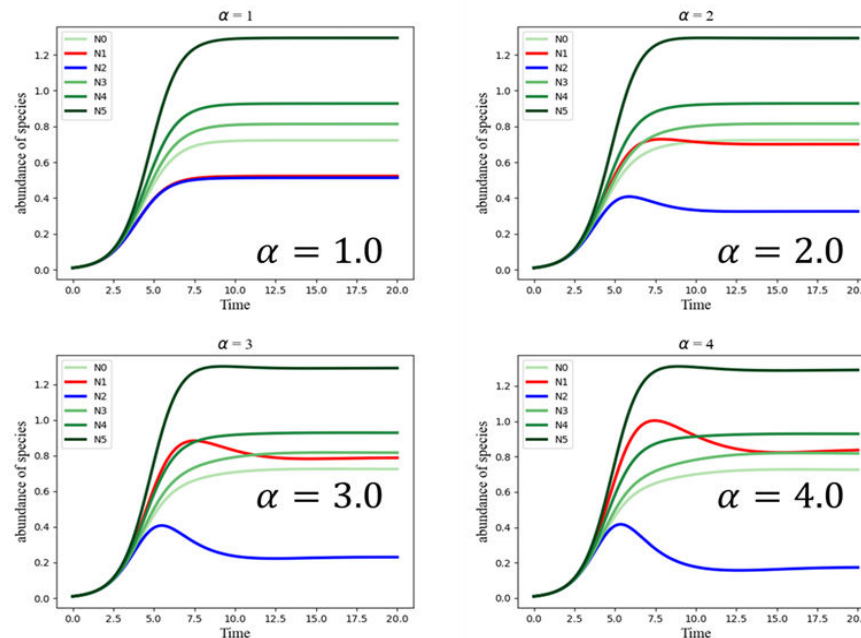 α = 1
abundance of species
1.2
1.0
0.8
0.6
0.4
0.2
0.0
N0
N1
N2
N3
N4
N5
α = 1.0
0.0 2.5 5.0 7.5 10.0 12.5 15.0 17.5 20.0
Time
α = 2
abundance of species
1.2
1.0
0.8
0.6
0.4
0.2
0.0
N0
N1
N2
N3
N4
N5
α = 2.0
0.0 2.5 5.0 7.5 10.0 12.5 15.0 17.5 20.0
Time
α = 3
abundance of species
1.2
1.0
0.8
0.6
0.4
0.2
0.0
N0
N1
N2
N3
N4
N5
α = 3.0
0.0 2.5 5.0 7.5 10.0 12.5 15.0 17.5 20.0
Time
α = 4
abundance of species
1.2
1.0
0.8
0.6
0.4
0.2
0.0
N0
N1
N2
N3
N4
N5
α = 4.0
0.0 2.5 5.0 7.5 10.0 12.5 15.0 17.5 20.0
Time